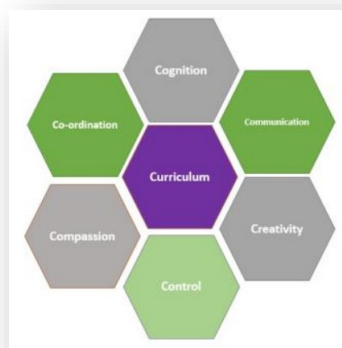 Cognition
Co-ordination
Communication
Curriculum
Compassion
Creativity
Control